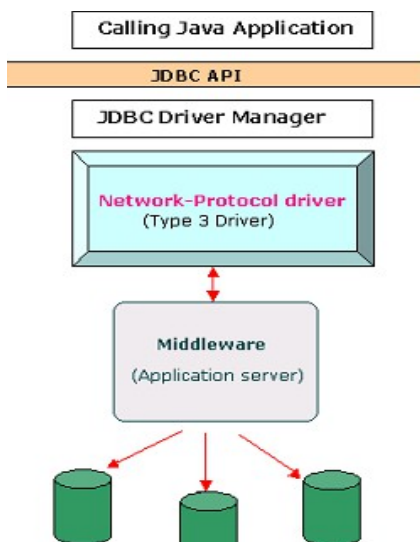 Calling Java Application
JDBC API
JDBC Driver Manager
Network-Protocol driver
(Type 3 Driver)
Middleware
(Application server)